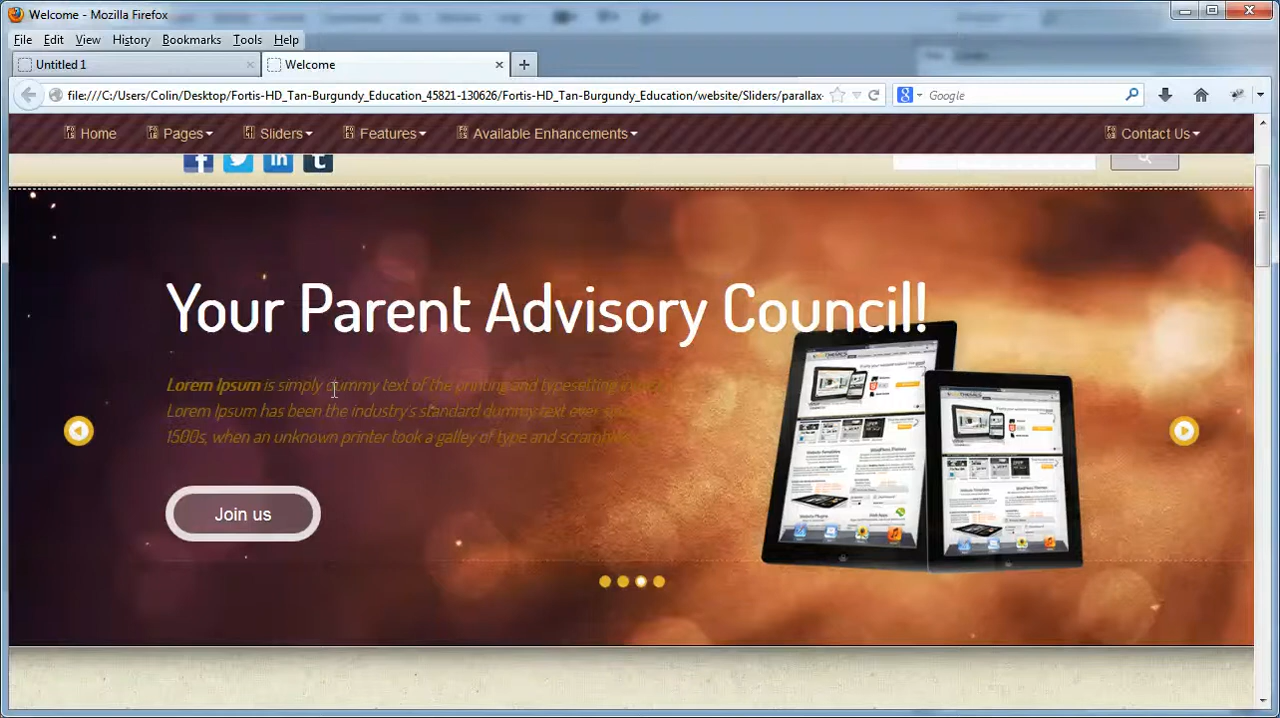 Welcome - Mozilla Firefox
File Edit View History Bookmarks Tools Help
Untitled 1
Welcome
file:///C:/Users/Colin/Desktop/Fortis-HD_Tan-Burgundy_Education_45821-130626/Fortis-HD_Tan-Burgundy_Education/website/Sliders/parallax-
Google
Home Pages Sliders Features Available Enhancements Contact Us
Your Parent Advisory Council!
Lorem Ipsum is simply dummy text of the printing and typesetting
Lorem Ipsum has been the industry's standard dummy text ever
1500s, when an unknown printer took a galley of type and
Join us